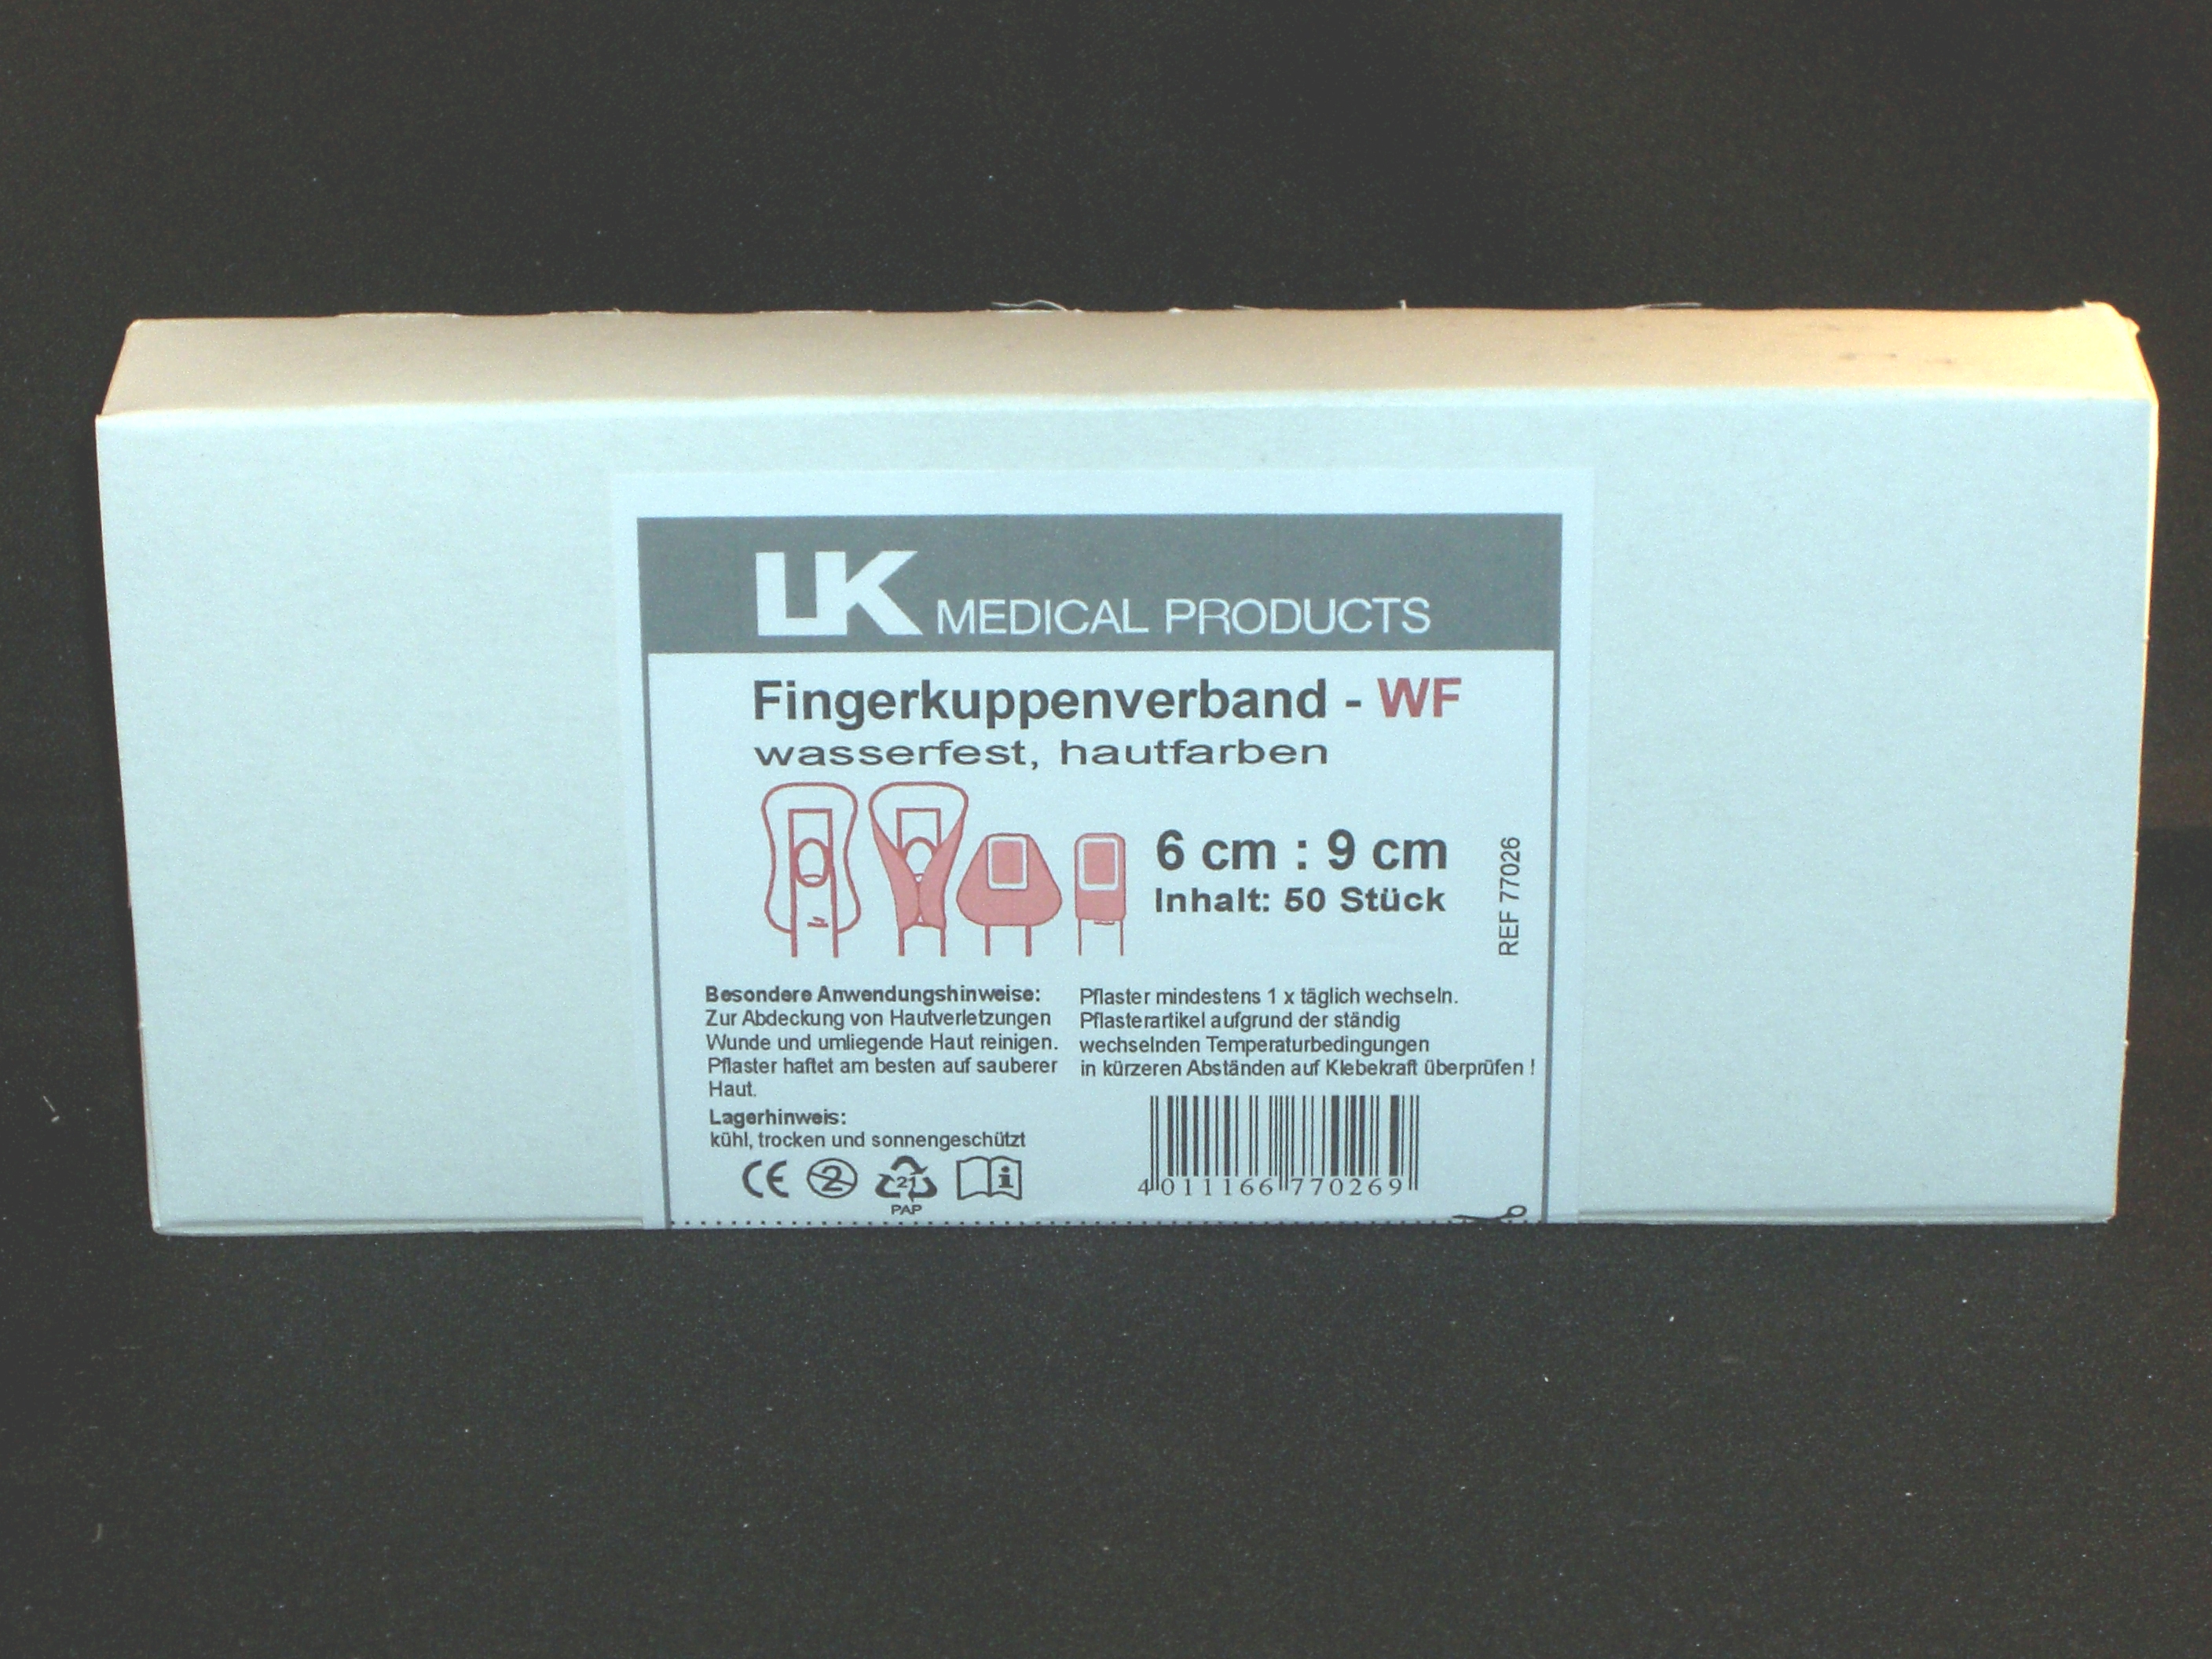 LK MEDICAL PRODUCTS
Fingerkuppenverband - WF
wasserfest, hautfarben
6 cm : 9 cm
Inhalt: 50 Stück
REF 77026
Besondere Anwendungshinweise:
Zur Abdeckung von Hautverletzungen
Wunde und umliegende Haut reinigen.
Pflaster haftet am besten auf sauberer
Haut.
Pflaster mindestens 1 x täglich wechseln.
Pflasterartikel aufgrund der ständig
wechselnden Temperaturbedingungen
in kürzeren Abständen auf Klebekraft überprüfen !
Lagerhinweis:
kühl, trocken und sonnengeschützt
CE 2 21 i
PAP
4 011166 770269